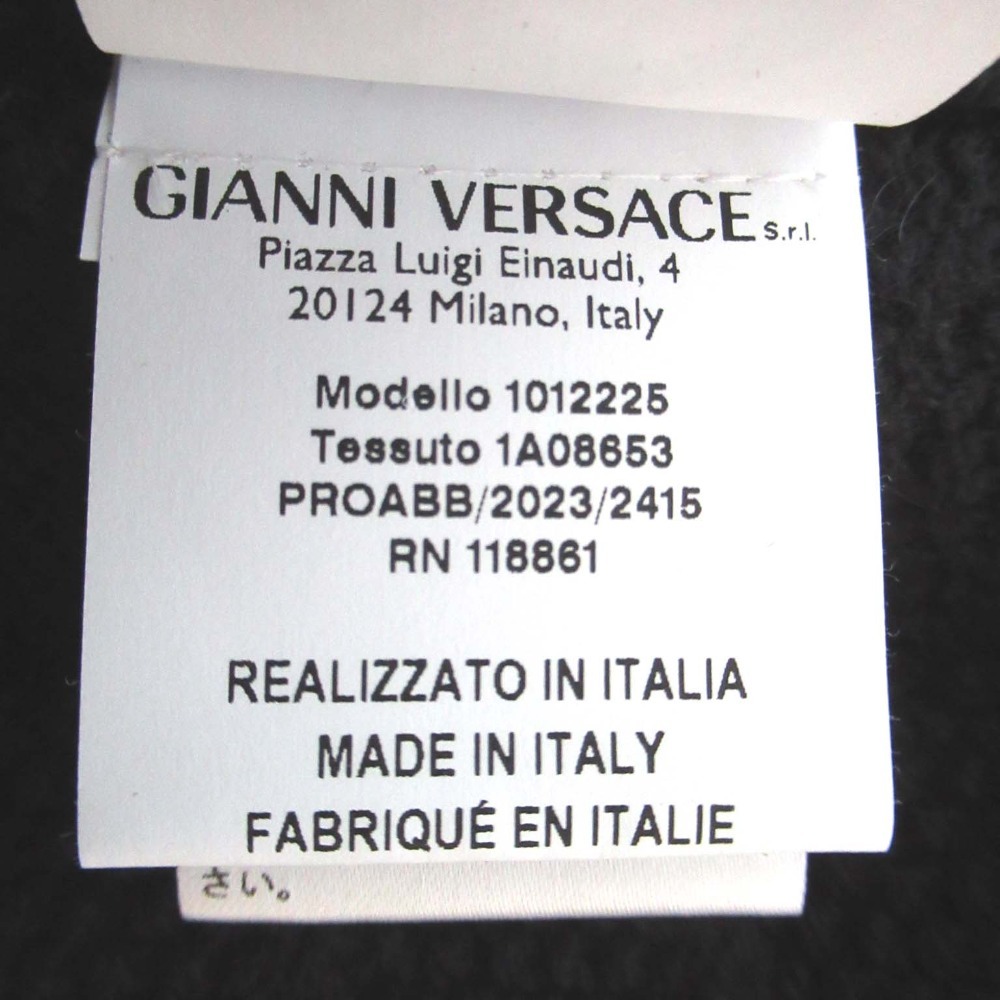 GIANNI VERSACE S.r.l.
Piazza Luigi Einaudi, 4
20124 Milano, Italy
Modello 1012225
Tessuto 1A08653
PROABB/2023/2415
RN 118861
REALIZZATO IN ITALIA
MADE IN ITALY
FABRIQUÉ EN ITALIE
さい。